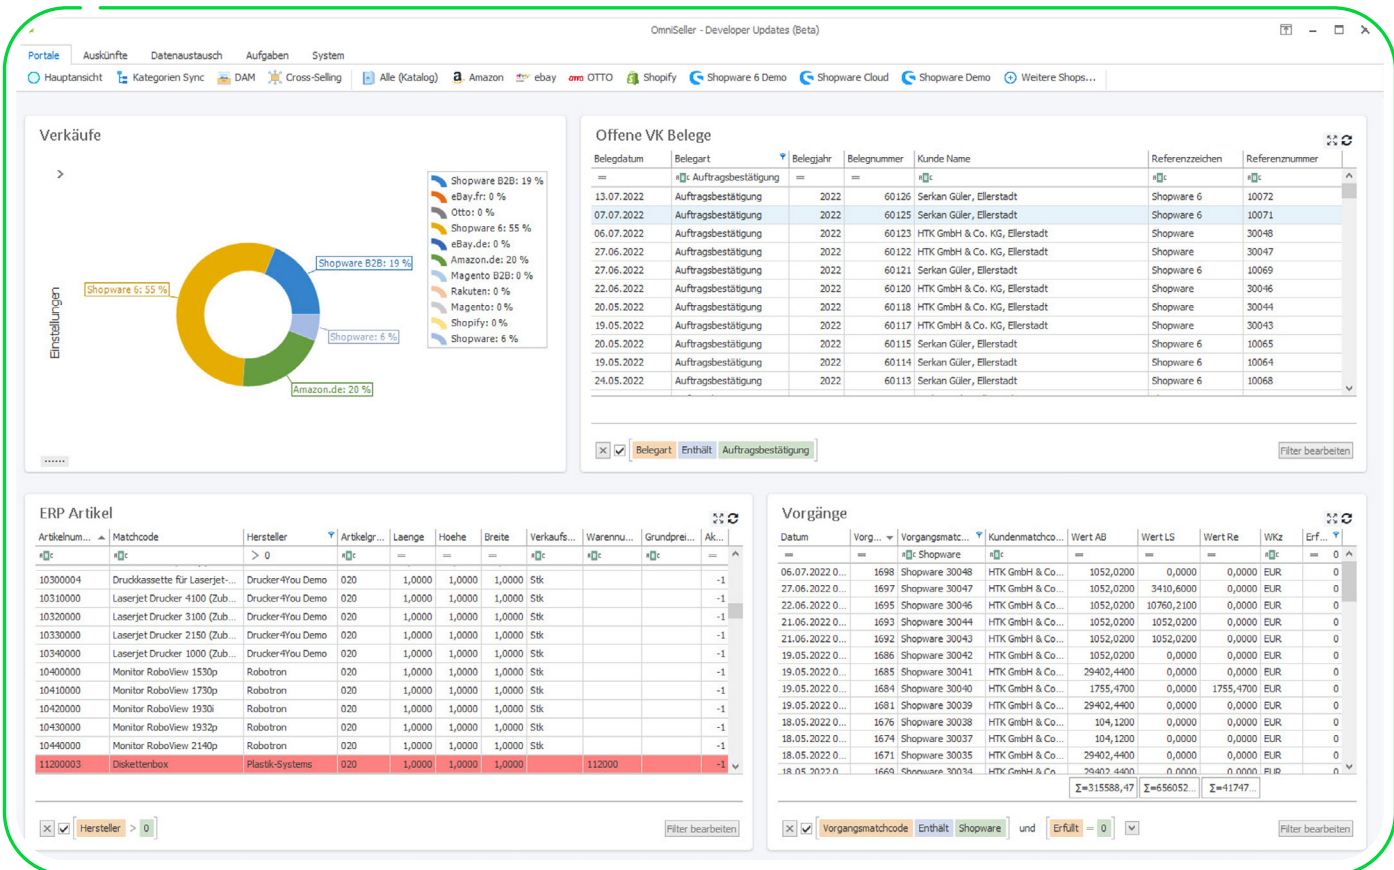 OmniSeller - Developer Updates (Beta)
Portale Auskünfte Datenaustausch Aufgaben System
Hauptansicht Kategorien Sync DAM Cross-Selling Alle (Katalog) Amazon ebay OTTO Shopify Shopware 6 Demo Shopware Cloud Shopware Demo Weitere Shops...
Verkäufe
Einstellungen
Shopware B2B: 19 %
Shopware 6: 55 %
Shopware: 6 %
Amazon.de: 20 %
Shopware B2B: 19 %
eBay.fr: 0 %
Otto: 0 %
Shopware 6: 55 %
eBay.de: 0 %
Amazon.de: 20 %
Magento B2B: 0 %
Rakuten: 0 %
Magento: 0 %
Shopify: 0 %
Shopware: 6 %
......
Offene VK Belege
Belegdatum Belegart Belegjahr Belegnummer Kunde Name Referenzzeichen Referenznummer
= Auftragsbestätigung = =
13.07.2022 Auftragsbestätigung 2022 60126 Serkan Güler, Ellerstadt Shopware 6 10072
07.07.2022 Auftragsbestätigung 2022 60125 Serkan Güler, Ellerstadt Shopware 6 10071
06.07.2022 Auftragsbestätigung 2022 60123 HTK GmbH & Co. KG, Ellerstadt Shopware 30048
27.06.2022 Auftragsbestätigung 2022 60122 HTK GmbH & Co. KG, Ellerstadt Shopware 30047
27.06.2022 Auftragsbestätigung 2022 60121 Serkan Güler, Ellerstadt Shopware 6 10069
22.06.2022 Auftragsbestätigung 2022 60120 HTK GmbH & Co. KG, Ellerstadt Shopware 30046
20.05.2022 Auftragsbestätigung 2022 60118 HTK GmbH & Co. KG, Ellerstadt Shopware 30044
19.05.2022 Auftragsbestätigung 2022 60117 HTK GmbH & Co. KG, Ellerstadt Shopware 30043
20.05.2022 Auftragsbestätigung 2022 60115 Serkan Güler, Ellerstadt Shopware 6 10065
19.05.2022 Auftragsbestätigung 2022 60114 Serkan Güler, Ellerstadt Shopware 6 10064
24.05.2022 Auftragsbestätigung 2022 60113 Serkan Güler, Ellerstadt Shopware 6 10068
Belegart Enthält Auftragsbestätigung Filter bearbeiten
ERP Artikel
Artikelnum... Matchcode Hersteller Artikelgr... Laenge Hoehe Breite Verkaufs... Warennu... Grundprei... Ak...
> 0 = = = =
10300004 Druckkassette für Laserjet-... Drucker4You Demo 020 1,0000 1,0000 1,0000 Stk -1
10310000 Laserjet Drucker 4100 (Zub... Drucker4You Demo 020 1,0000 1,0000 1,0000 Stk -1
10320000 Laserjet Drucker 3100 (Zub... Drucker4You Demo 020 1,0000 1,0000 1,0000 Stk -1
10330000 Laserjet Drucker 2150 (Zub... Drucker4You Demo 020 1,0000 1,0000 1,0000 Stk -1
10340000 Laserjet Drucker 1000 (Zub... Drucker4You Demo 020 1,0000 1,0000 1,0000 Stk -1
10400000 Monitor RoboView 1530p Robotron 020 1,0000 1,0000 1,0000 Stk -1
10410000 Monitor RoboView 1730p Robotron 020 1,0000 1,0000 1,0000 Stk -1
10420000 Monitor RoboView 1930i Robotron 020 1,0000 1,0000 1,0000 Stk -1
10430000 Monitor RoboView 1932p Robotron 020 1,0000 1,0000 1,0000 Stk -1
10440000 Monitor RoboView 2140p Robotron 020 1,0000 1,0000 1,0000 Stk -1
11200003 Diskettenbox Plastik-Systems 020 1,0000 1,0000 1,0000 112000 -1
Hersteller > 0 Filter bearbeiten
Vorgänge
Datum Vorg... Vorgangsmatc... Kundenmatchco... Wert AB Wert LS Wert Re WKz Erf...
= = Shopware = = = = 0
06.07.2022 0... 1698 Shopware 30048 HTK GmbH & Co... 1052,0200 0,0000 0,0000 EUR 0
27.06.2022 0... 1697 Shopware 30047 HTK GmbH & Co... 1052,0200 3410,6000 0,0000 EUR 0
22.06.2022 0... 1695 Shopware 30046 HTK GmbH & Co... 1052,0200 10760,2100 0,0000 EUR 0
21.06.2022 0... 1693 Shopware 30044 HTK GmbH & Co... 1052,0200 1052,0200 0,0000 EUR 0
21.06.2022 0... 1692 Shopware 30043 HTK GmbH & Co... 1052,0200 1052,0200 0,0000 EUR 0
19.05.2022 0... 1686 Shopware 30042 HTK GmbH & Co... 1052,0200 0,0000 0,0000 EUR 0
19.05.2022 0... 1685 Shopware 30041 HTK GmbH & Co... 29402,4400 0,0000 0,0000 EUR 0
19.05.2022 0... 1684 Shopware 30040 HTK GmbH & Co... 1755,4700 0,0000 1755,4700 EUR 0
19.05.2022 0... 1681 Shopware 30039 HTK GmbH & Co... 29402,4400 0,0000 0,0000 EUR 0
18.05.2022 0... 1676 Shopware 30038 HTK GmbH & Co... 104,1200 0,0000 0,0000 EUR 0
18.05.2022 0... 1674 Shopware 30037 HTK GmbH & Co... 104,1200 0,0000 0,0000 EUR 0
18.05.2022 0... 1671 Shopware 30035 HTK GmbH & Co... 29402,4400 0,0000 0,0000 EUR 0
18.05.2022 0... 1669 Shopware 30034 HTK GmbH & Co... 29402,4400 0,0000 0,0000 EUR 0
Σ=315588,47 Σ=656052... Σ=41747...
Vorgangsmatchcode Enthält Shopware und Erfüllt = 0 Filter bearbeiten